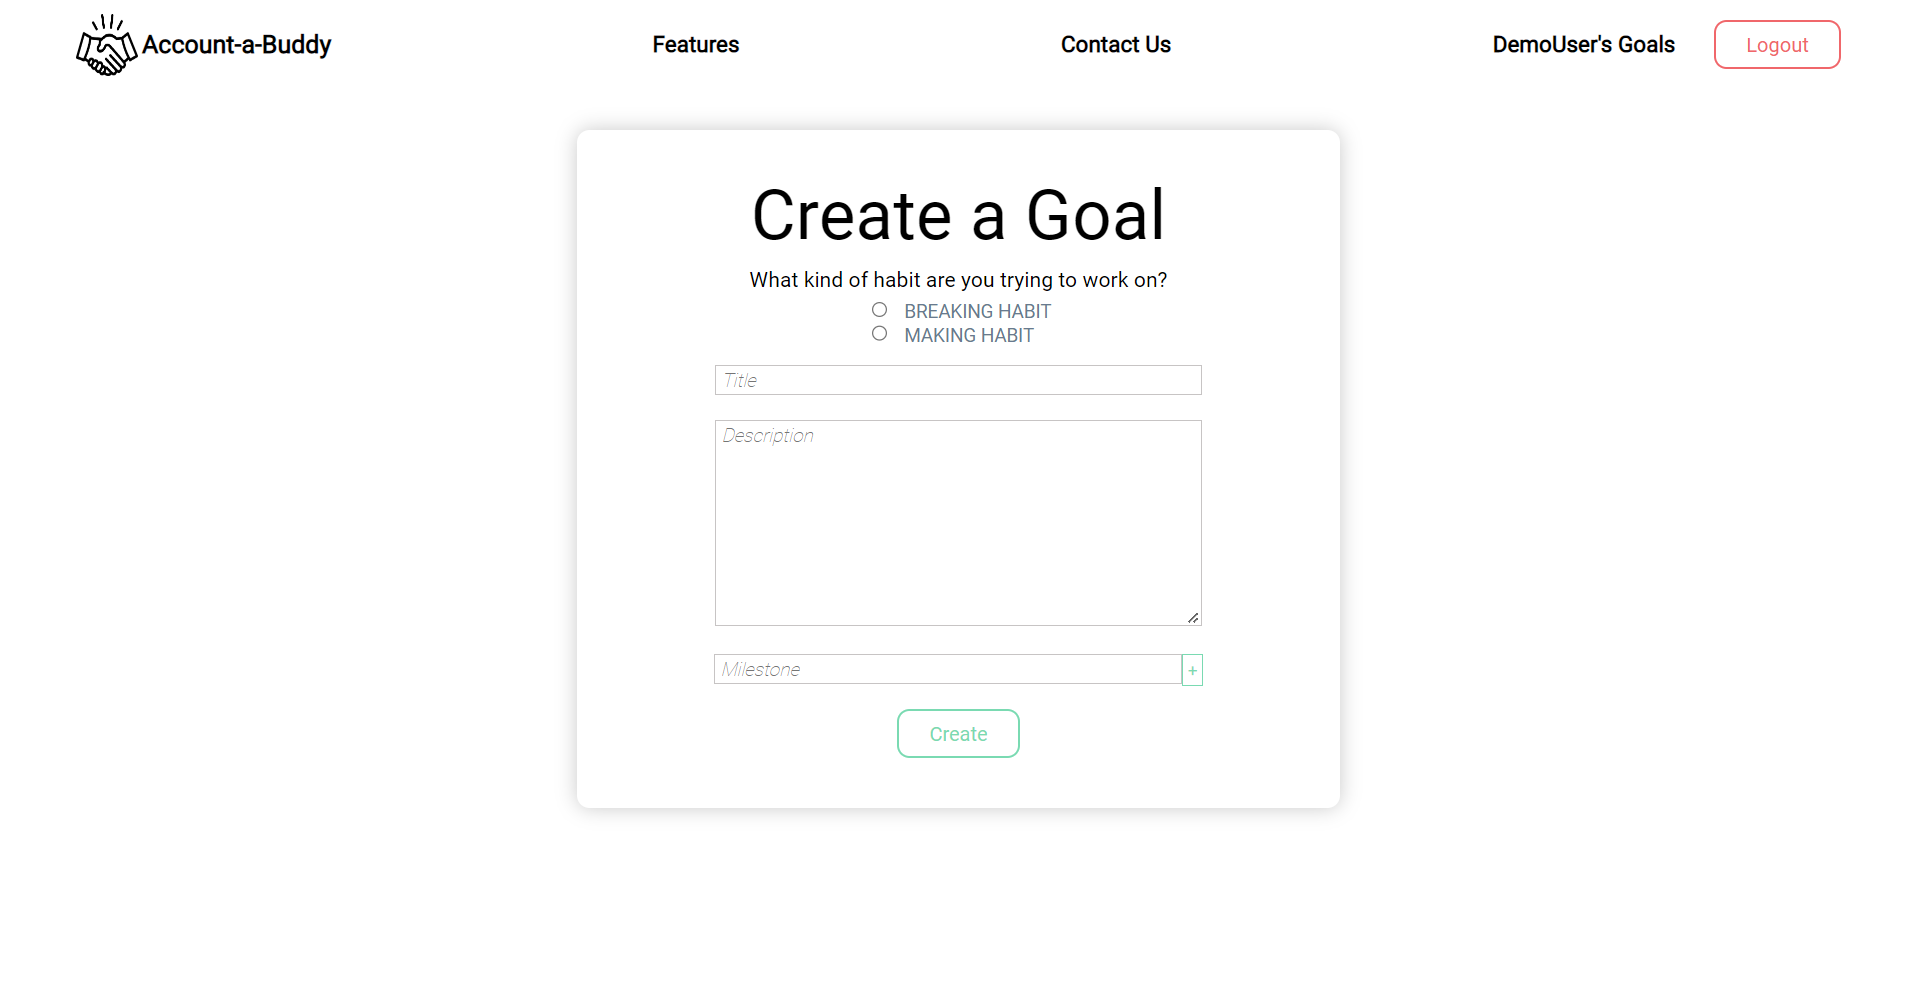 Account-a-Buddy
Features
Contact Us
DemoUser's Goals
Logout
Create a Goal
What kind of habit are you trying to work on?
BREAKING HABIT
MAKING HABIT
Title
Description
Milestone
+
Create